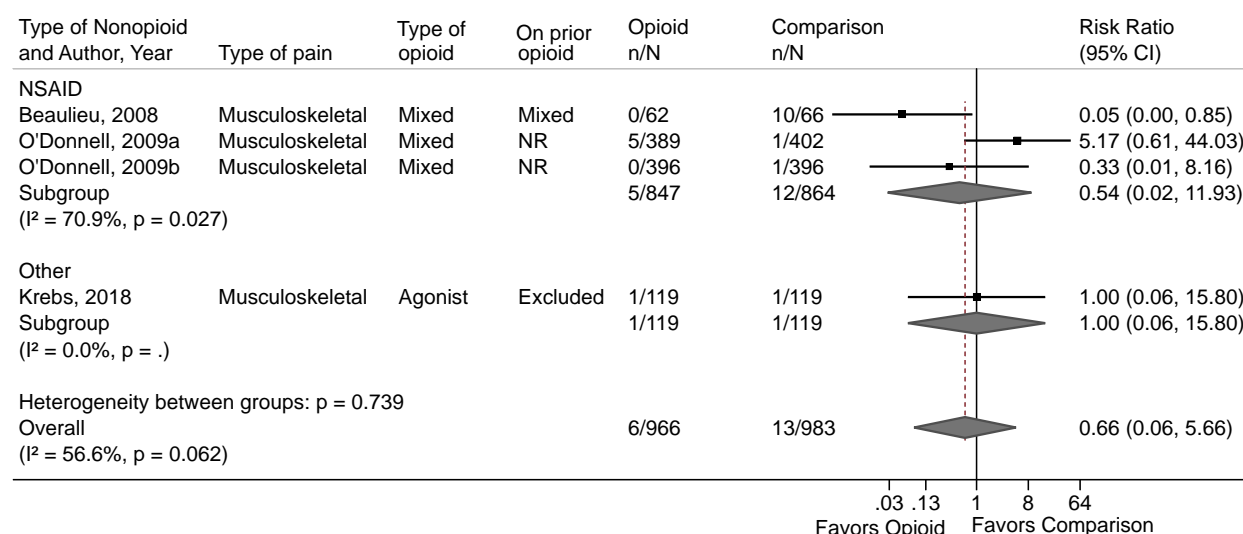 Type of Nonopioid and Author, Year Type of pain Type of opioid On prior opioid Opioid n/N Comparison n/N Risk Ratio (95% CI)
NSAID
Beaulieu, 2008 Musculoskeletal Mixed Mixed 0/62 10/66 0.05 (0.00, 0.85)
O'Donnell, 2009a Musculoskeletal Mixed NR 5/389 1/402 5.17 (0.61, 44.03)
O'Donnell, 2009b Musculoskeletal Mixed NR 0/396 1/396 0.33 (0.01, 8.16)
Subgroup 5/847 12/864 0.54 (0.02, 11.93)
(I² = 70.9%, p = 0.027)
Other
Krebs, 2018 Musculoskeletal Agonist Excluded 1/119 1/119 1.00 (0.06, 15.80)
Subgroup 1/119 1/119 1.00 (0.06, 15.80)
(I² = 0.0%, p = .)
Heterogeneity between groups: p = 0.739
Overall 6/966 13/983 0.66 (0.06, 5.66)
(I² = 56.6%, p = 0.062)
.03 .13 1 8 64
Favors Opioid Favors Comparison